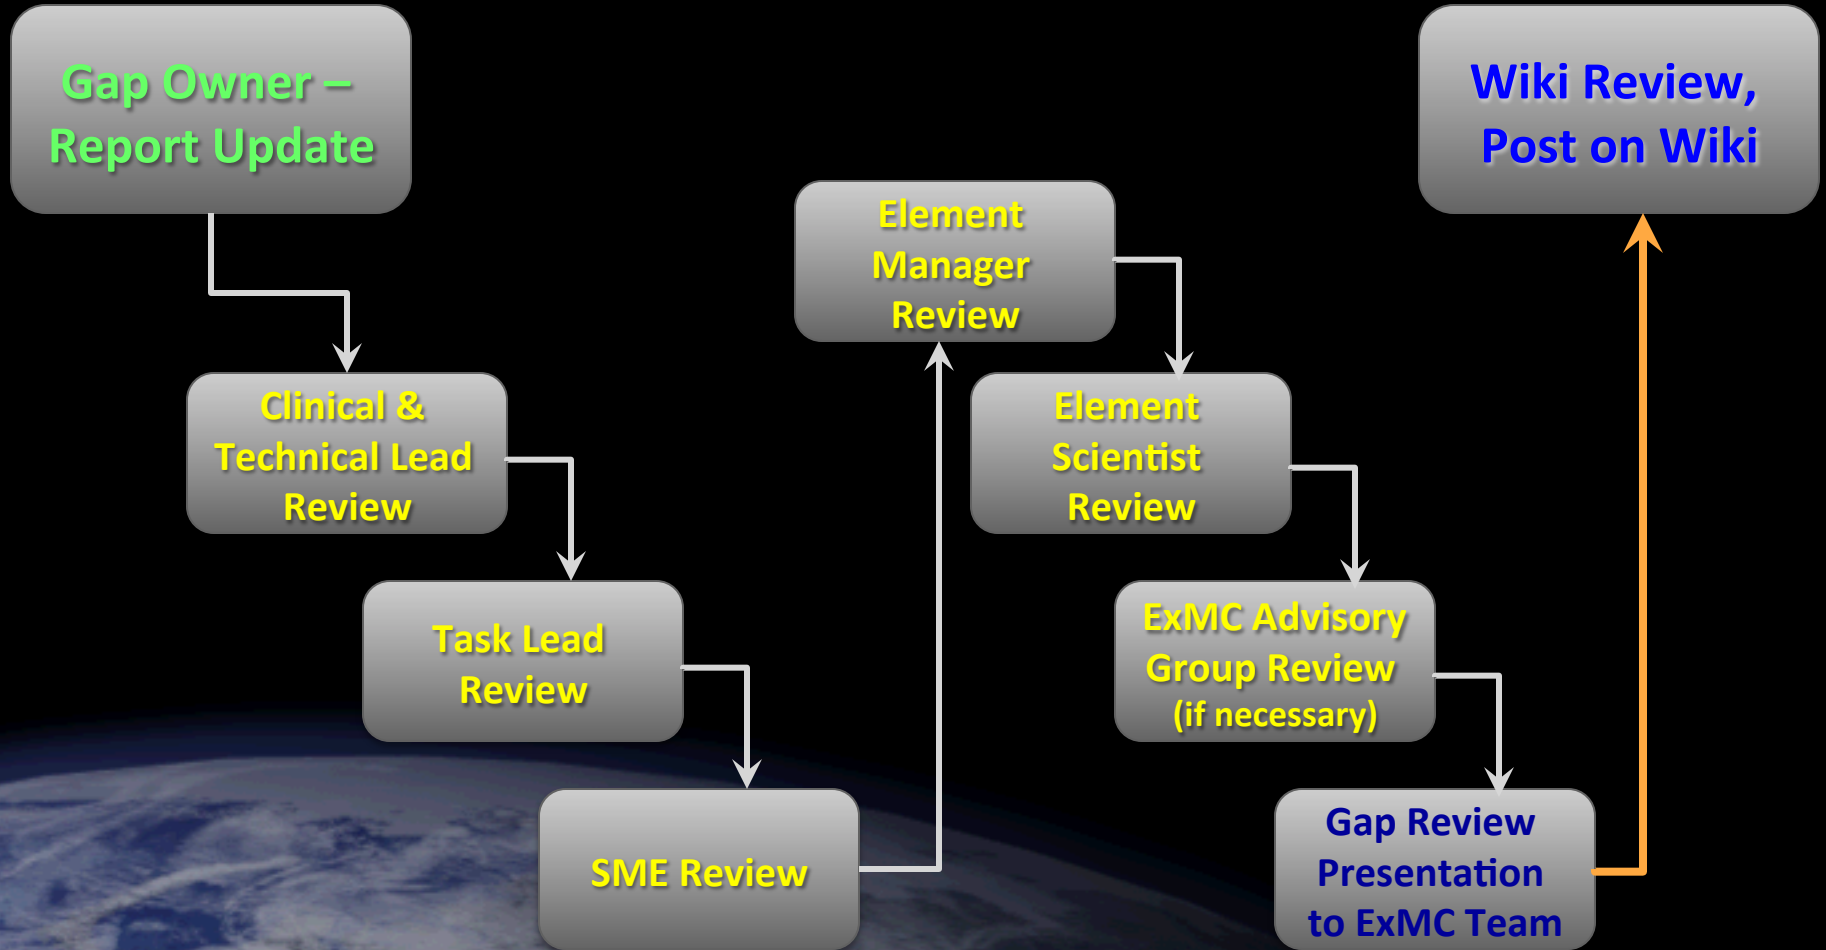 Gap Owner –
Report Update
Clinical &
Technical Lead
Review
Task Lead
Review
SME Review
Element
Manager
Review
Element
Scientist
Review
ExMC Advisory
Group Review
(if necessary)
Gap Review
Presentation
to ExMC Team
Wiki Review,
Post on Wiki